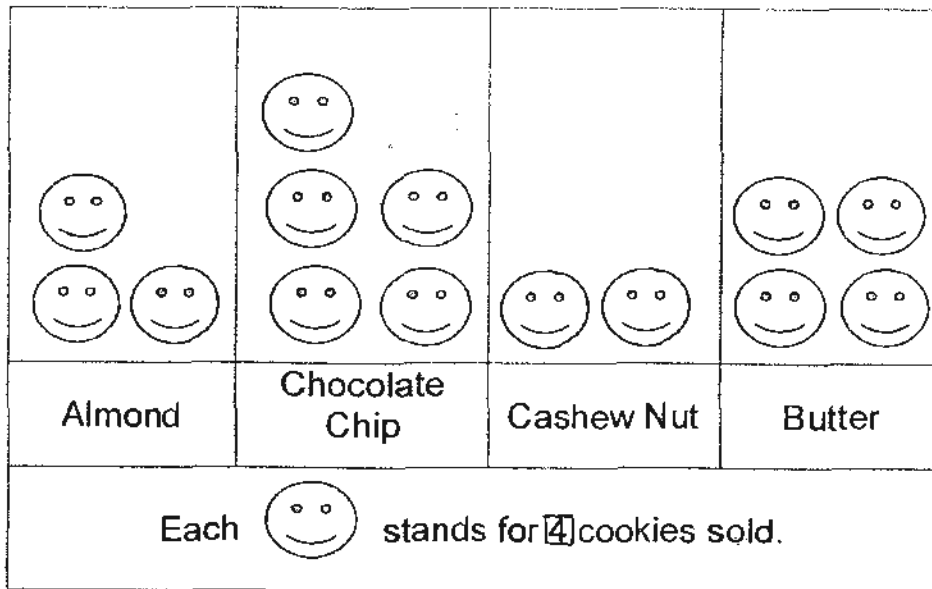 Almond
Chocolate
Chip
Cashew Nut
Butter
Each stands for 4 cookies sold.